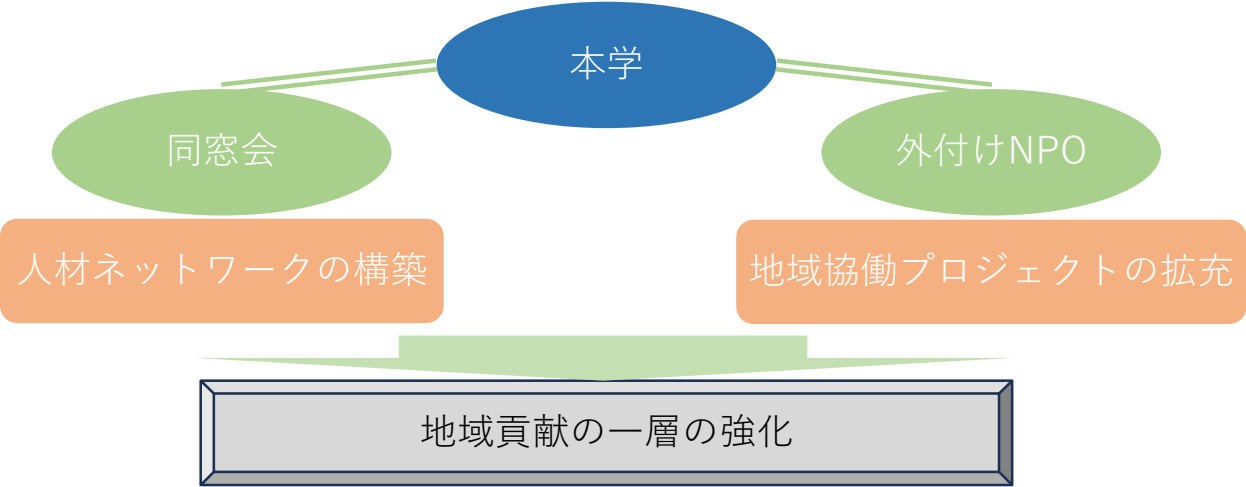 本学
同窓会
外付けNPO
人材ネットワークの構築
地域協働プロジェクトの拡充
地域貢献の一層の強化